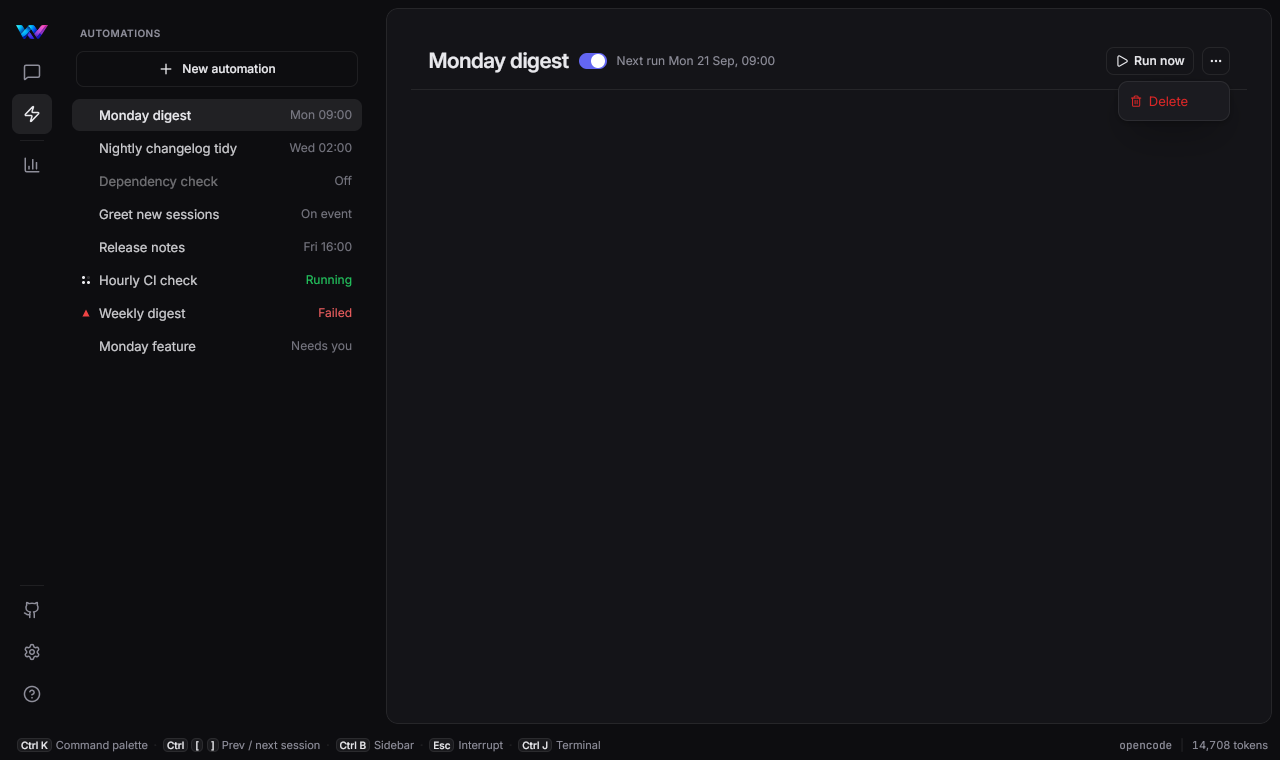 AUTOMATIONS
New automation
Monday digest Mon 09:00
Nightly changelog tidy Wed 02:00
Dependency check Off
Greet new sessions On event
Release notes Fri 16:00
Hourly CI check Running
Weekly digest Failed
Monday feature Needs you
Monday digest Next run Mon 21 Sep, 09:00 Run now
Delete
Ctrl K Command palette · Ctrl [ ] Prev / next session · Ctrl B Sidebar · Esc Interrupt · Ctrl J Terminal opencode 14,708 tokens